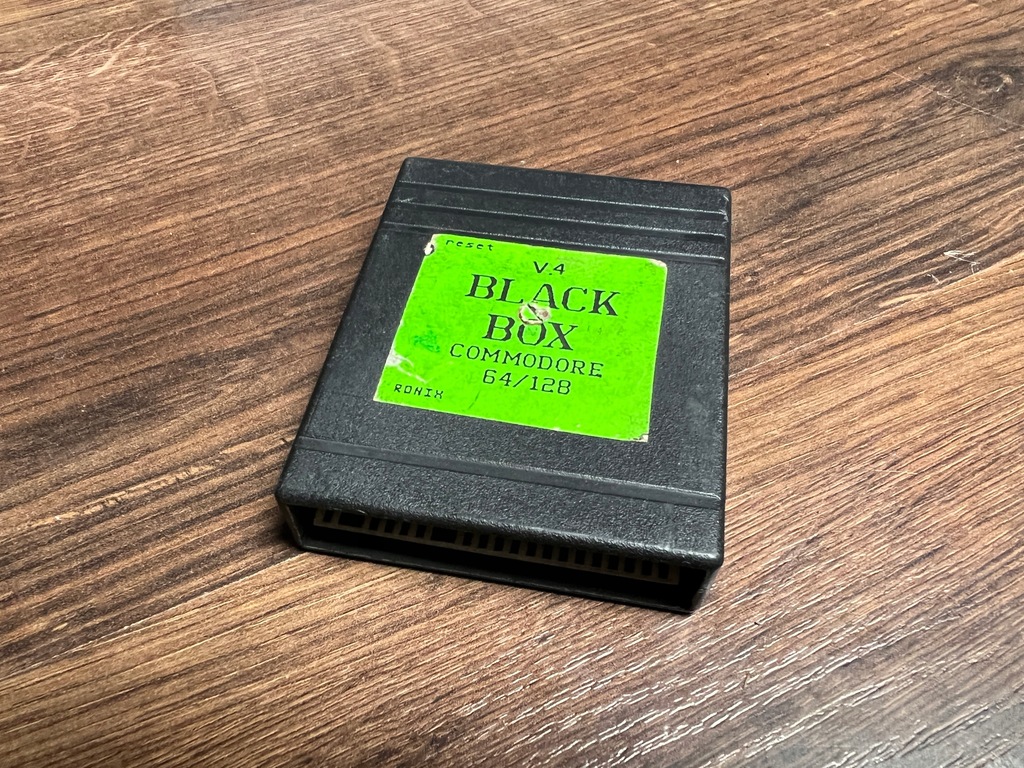 reset
V.4
BLACK
BOX
COMMODORE
64/128
RONIX